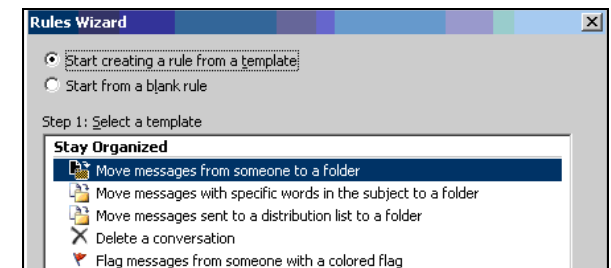 Rules Wizard
Start creating a rule from a template
Start from a blank rule
Step 1: Select a template
Stay Organized
Move messages from someone to a folder
Move messages with specific words in the subject to a folder
Move messages sent to a distribution list to a folder
Delete a conversation
Flag messages from someone with a colored flag